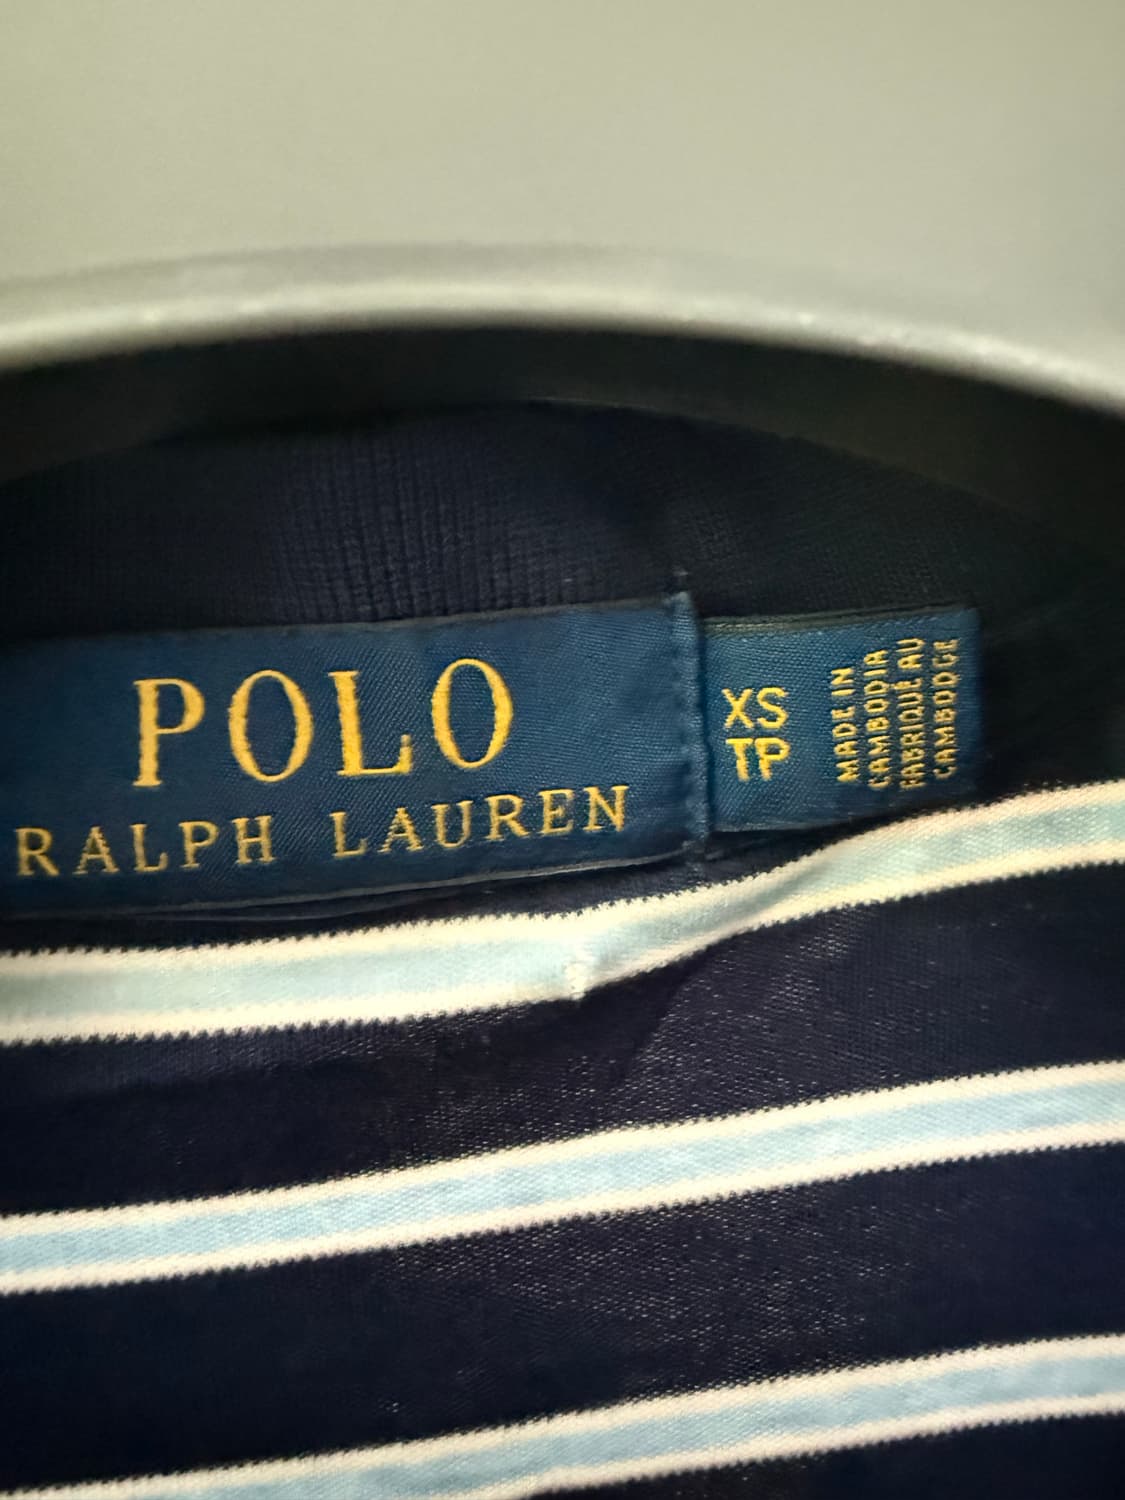 POLO
RALPH LAUREN
XS
TP
MADE IN
CAMBODIA
FABRIQUÉ AU
CAMBODGE